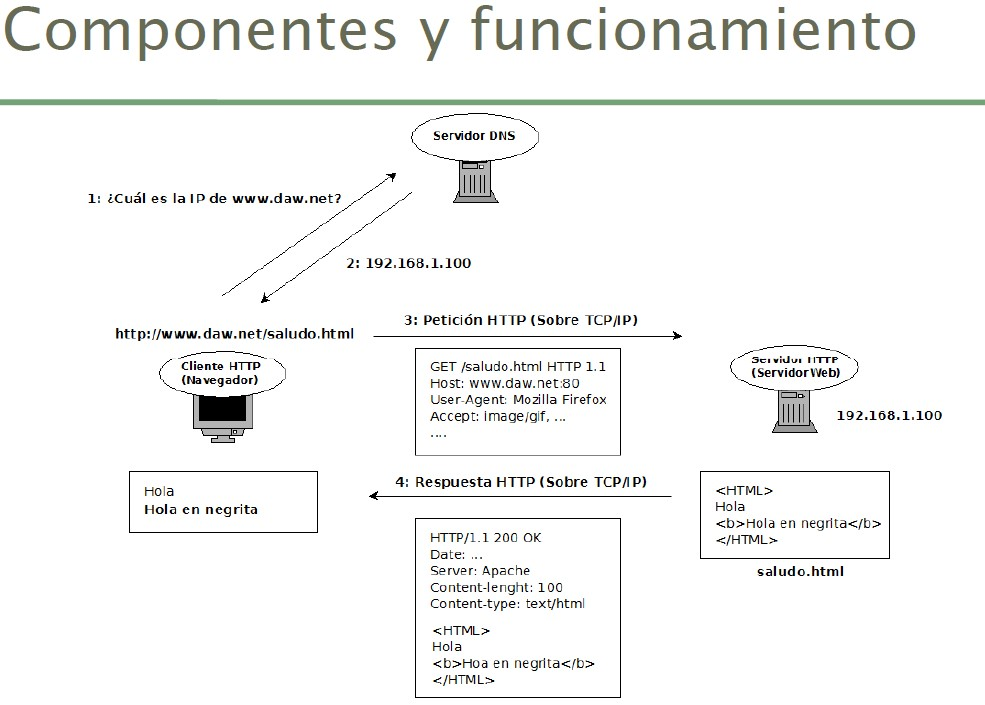 Componentes y funcionamiento
Servidor DNS
1: ¿Cuál es la IP de www.daw.net?
2: 192.168.1.100
http://www.daw.net/saludo.html
3: Petición HTTP (Sobre TCP/IP)
Cliente HTTP
(Navegador)
GET /saludo.html HTTP 1.1
Host: www.daw.net:80
User-Agent: Mozilla Firefox
Accept: image/gif, ...
....
Servidor HTTP
(Servidor Web)
192.168.1.100
Hola
Hola en negrita
4: Respuesta HTTP (Sobre TCP/IP)
HTTP/1.1 200 OK
Date: ...
Server: Apache
Content-lenght: 100
Content-type: text/html
<HTML>
Hola
<b>Hoa en negrita</b>
</HTML>
<HTML>
Hola
<b>Hola en negrita</b>
</HTML>
saludo.html